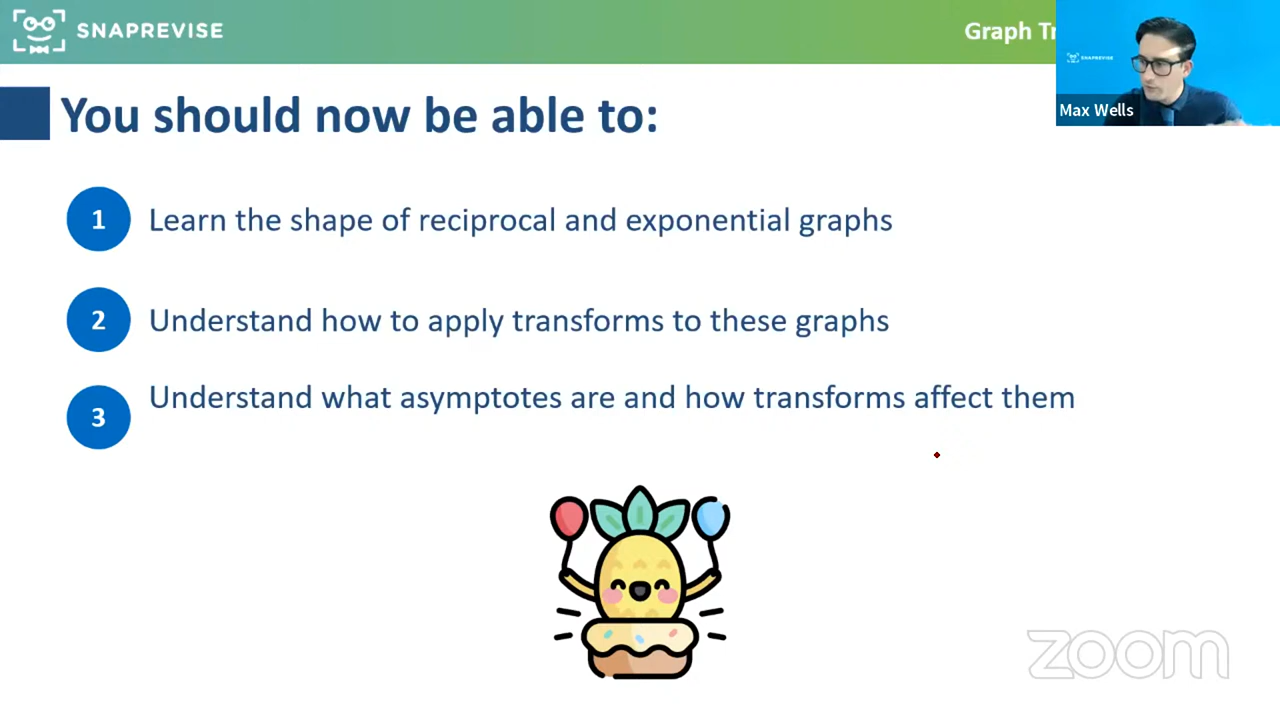 SNAPREVISE
Graph
Max Wells
SNAPREVISE
You should now be able to:
1 Learn the shape of reciprocal and exponential graphs
2 Understand how to apply transforms to these graphs
3 Understand what asymptotes are and how transforms affect them
zoom